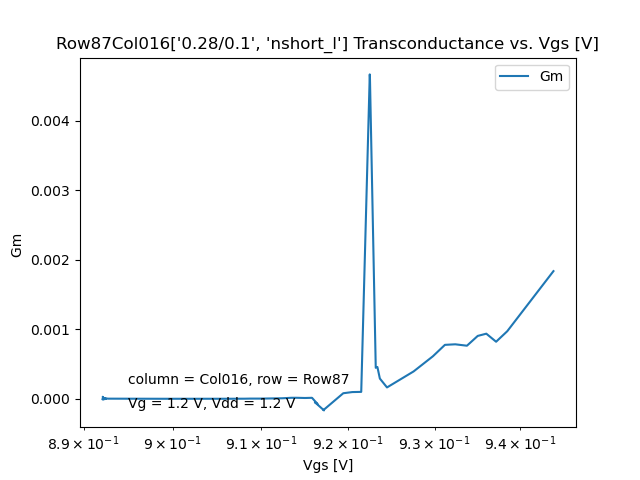 Row87Col016['0.28/0.1', 'nshort_l'] Transconductance vs. Vgs [V]
Gm
0.004
0.003
0.002
0.001
0.000
Gm
column = Col016, row = Row87
Vg = 1.2 V, Vdd = 1.2 V
8.9 × 10⁻¹ 9 × 10⁻¹ 9.1 × 10⁻¹ 9.2 × 10⁻¹ 9.3 × 10⁻¹ 9.4 × 10⁻¹
Vgs [V]